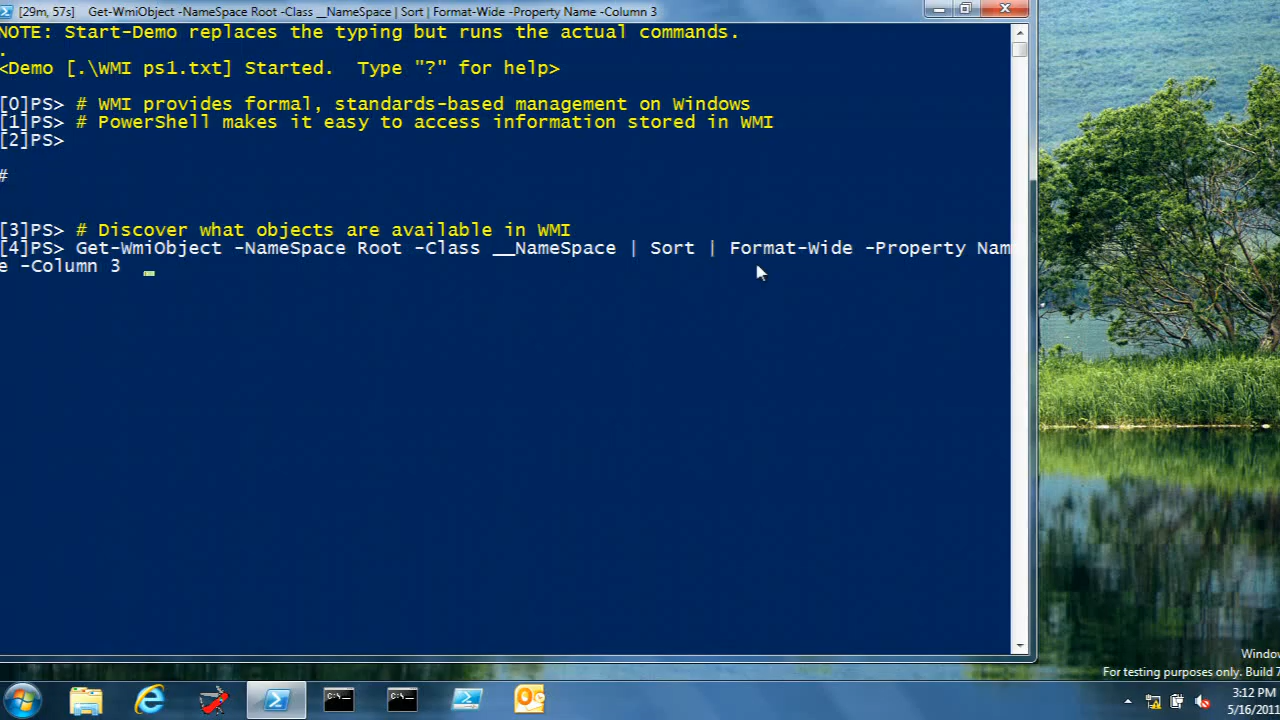 [29m, 57s] Get-WmiObject -NameSpace Root -Class __NameSpace | Sort | Format-Wide -Property Name -Column 3
NOTE: Start-Demo replaces the typing but runs the actual commands.
.
<Demo [.\WMI ps1.txt] Started.  Type "?" for help>
[0]PS> # WMI provides formal, standards-based management on Windows
[1]PS> # PowerShell makes it easy to access information stored in WMI
[2]PS>
#
[3]PS> # Discover what objects are available in WMI
[4]PS> Get-WmiObject -NameSpace Root -Class __NameSpace | Sort | Format-Wide -Property Nam
e -Column 3
Windo
For testing purposes only. Build 7
3:12 PM
5/16/2011